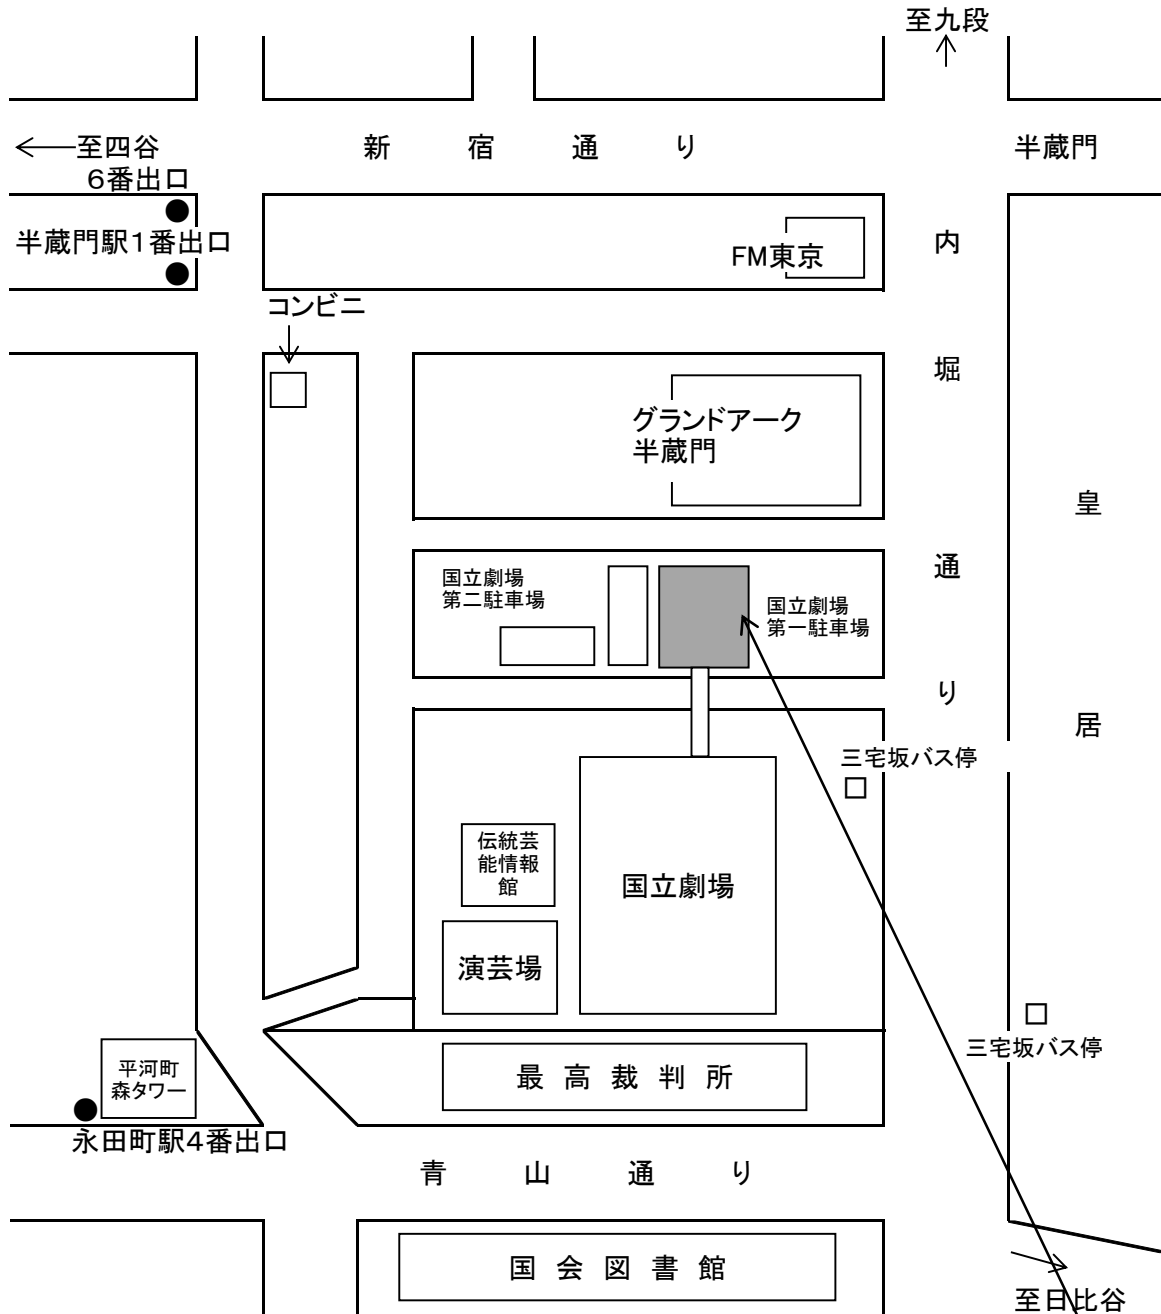 至九段
至四谷
新宿通り
半蔵門
6番出口
半蔵門駅1番出口
FM東京
内堀通り
コンビニ
グランドアーク
半蔵門
皇居
国立劇場
第二駐車場
国立劇場
第一駐車場
三宅坂バス停
伝統芸
能情報
館
国立劇場
演芸場
三宅坂バス停
平河町
森タワー
最高裁判所
永田町駅4番出口
青山通り
国会図書館
至日比谷